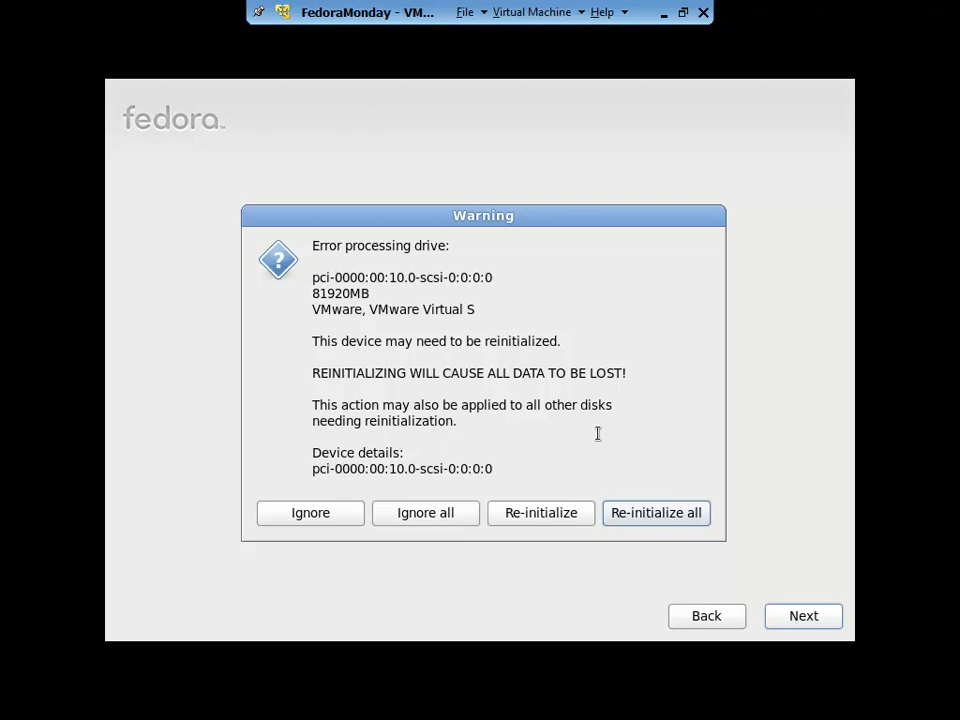 FedoraMonday - VM... File Virtual Machine Help
fedora™
Warning
?
Error processing drive:
pci-0000:00:10.0-scsi-0:0:0:0
81920MB
VMware, VMware Virtual S
This device may need to be reinitialized.
REINITIALIZING WILL CAUSE ALL DATA TO BE LOST!
This action may also be applied to all other disks
needing reinitialization.
Device details:
pci-0000:00:10.0-scsi-0:0:0:0
Ignore Ignore all Re-initialize Re-initialize all
Back Next